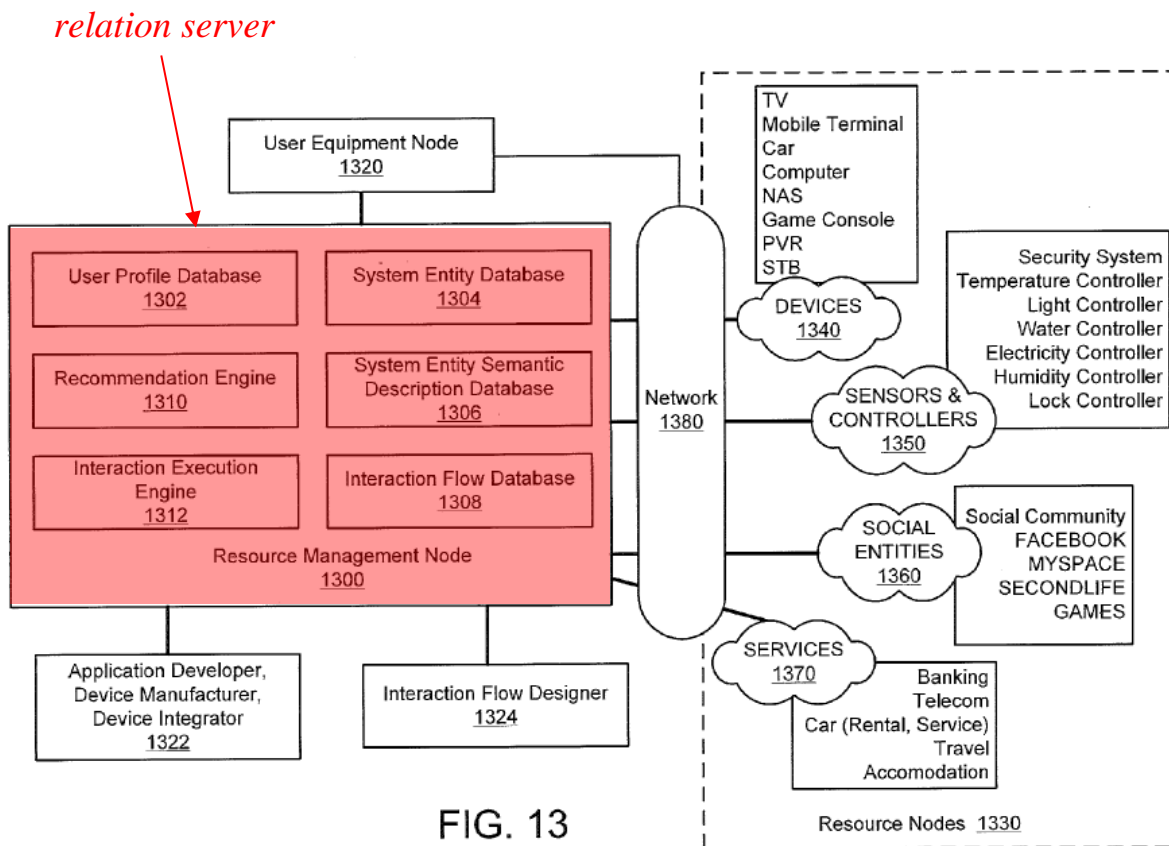 relation server
User Equipment Node
1320
User Profile Database
1302
System Entity Database
1304
Recommendation Engine
1310
System Entity Semantic
Description Database
1306
Interaction Execution
Engine
1312
Interaction Flow Database
1308
Resource Management Node
1300
Application Developer,
Device Manufacturer,
Device Integrator
1322
Interaction Flow Designer
1324
Network
1380
TV
Mobile Terminal
Car
Computer
NAS
Game Console
PVR
STB
DEVICES
1340
Security System
Temperature Controller
Light Controller
Water Controller
Electricity Controller
Humidity Controller
Lock Controller
SENSORS &
CONTROLLERS
1350
Social Community
FACEBOOK
MYSPACE
SECONDLIFE
GAMES
SOCIAL
ENTITIES
1360
SERVICES
1370
Banking
Telecom
Car (Rental, Service)
Travel
Accomodation
FIG. 13
Resource Nodes 1330